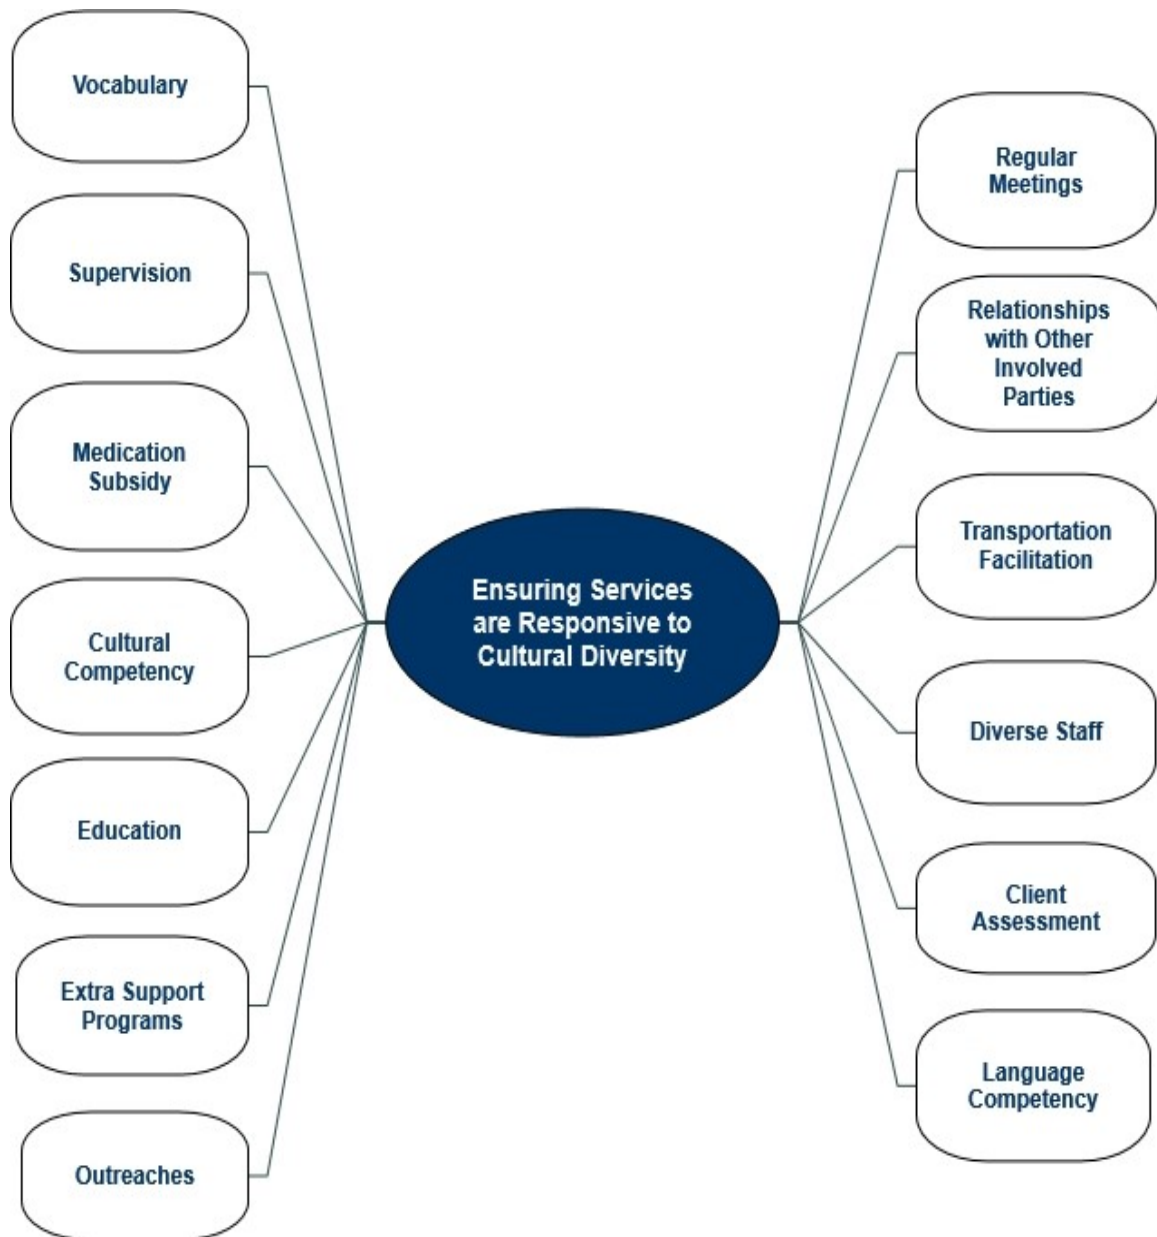 Vocabulary
Supervision
Medication
Subsidy
Cultural
Competency
Education
Extra Support
Programs
Outreaches
Ensuring Services
are Responsive to
Cultural Diversity
Regular
Meetings
Relationships
with Other
Involved
Parties
Transportation
Facilitation
Diverse Staff
Client
Assessment
Language
Competency